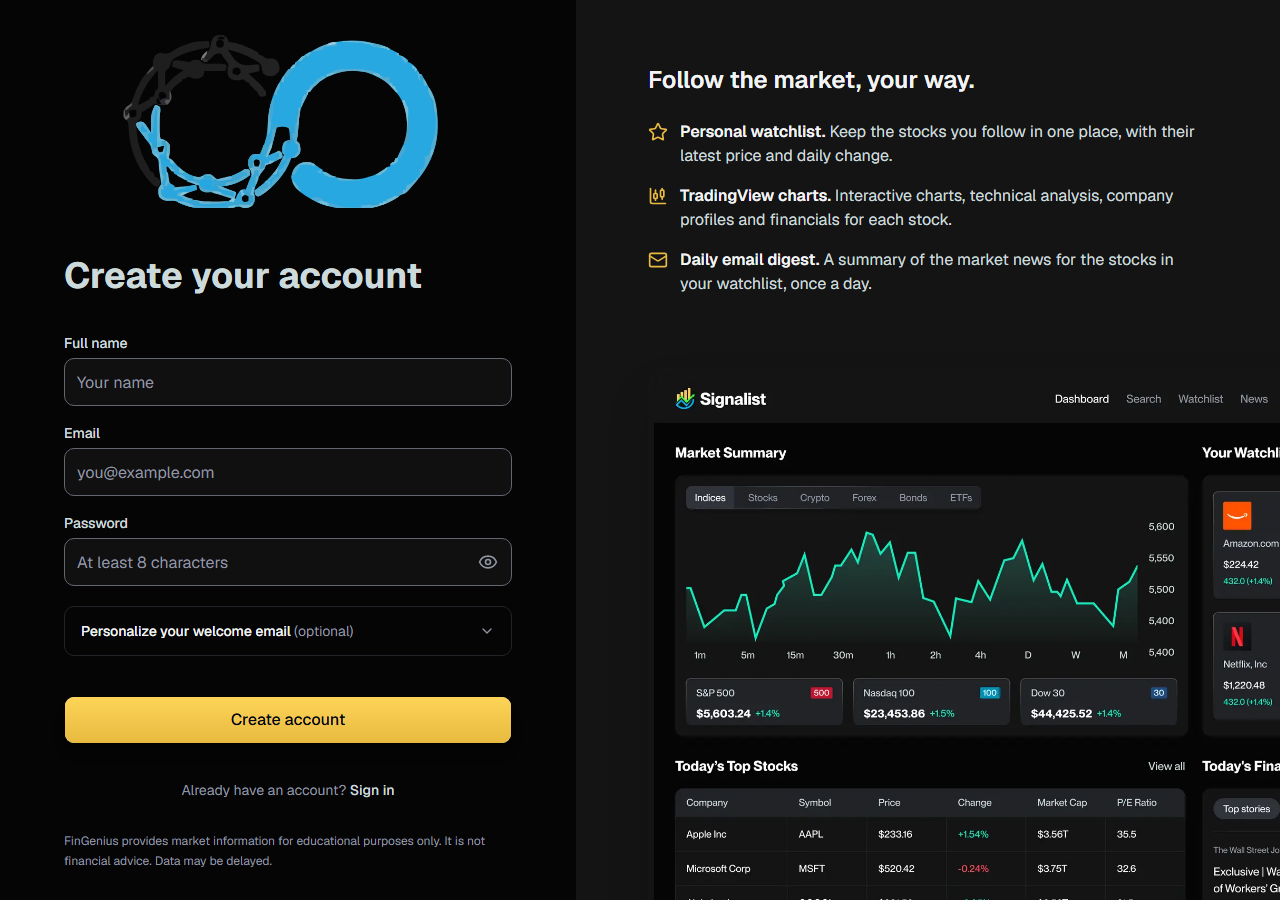 Create your account
Full name
Your name
Email
you@example.com
Password
At least 8 characters
Personalize your welcome email (optional)
Create account
Already have an account? Sign in
FinGenius provides market information for educational purposes only. It is not
financial advice. Data may be delayed.
Follow the market, your way.
Personal watchlist. Keep the stocks you follow in one place, with their
latest price and daily change.
TradingView charts. Interactive charts, technical analysis, company
profiles and financials for each stock.
Daily email digest. A summary of the market news for the stocks in
your watchlist, once a day.
Signalist
Dashboard Search Watchlist News
Market Summary
Indices Stocks Crypto Forex Bonds ETFs
5,600
5,550
5,500
5,400
5,400
1m 5m 15m 30m 1h 2h 4h D W M
S&P 500 500
$5,603.24 +1.4%
Nasdaq 100 100
$23,453.86 +1.5%
Dow 30 30
$44,425.52 +1.4%
Your
Amazon.com
$224.42
432.0 (+1.4%)
Netflix, Inc
$1,220.48
432.0 (+1.4%)
Today's Top Stocks View all
Company Symbol Price Change Market Cap P/E Ratio
Apple Inc AAPL $233.16 +1.54% $3.56T 35.5
Microsoft Corp MSFT $520.42 -0.24% $3.75T 32.6
Today's
Top stories
The Wall Street
Exclusive |
of Workers'